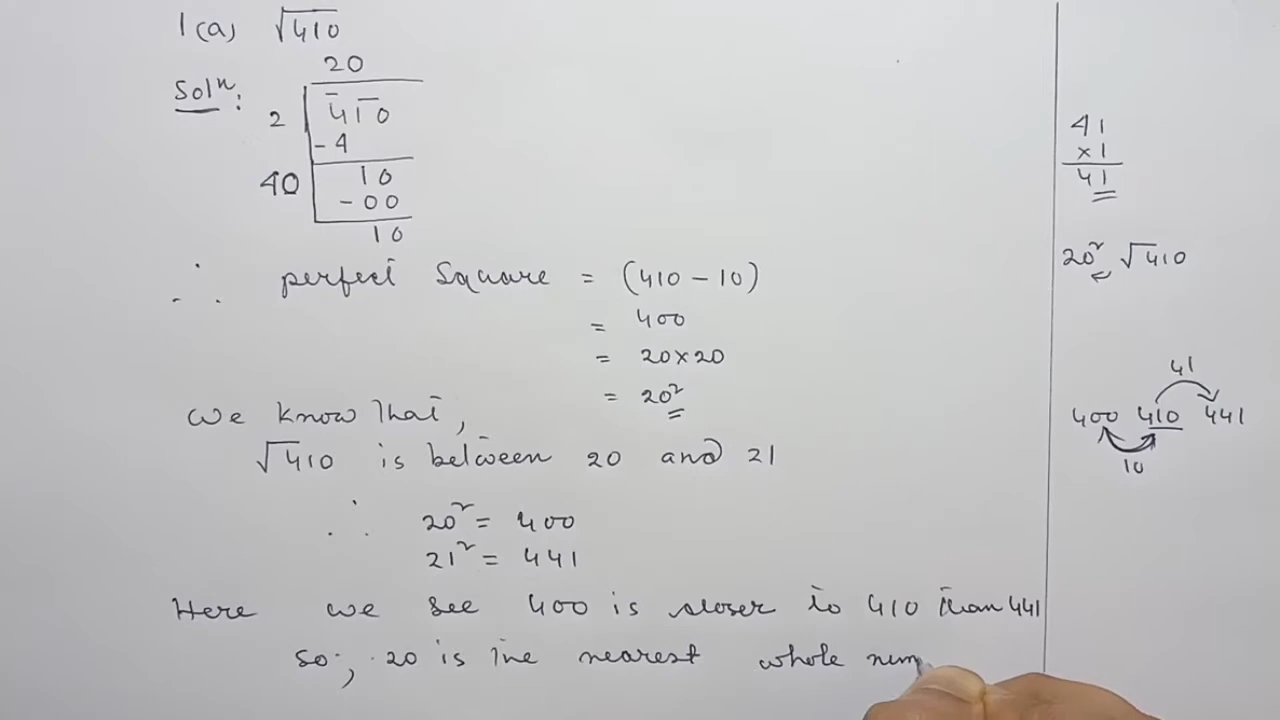 1(a) √410
Solⁿ:
20
2 410
- 4
40 10
- 00
10
∴ perfect Square = (410 - 10)
= 400
= 20 x 20
= 20²
We know That,
√410 is between 20 and 21
∴ 20² = 400
21² = 441
Here we see 400 is closer to 410 than 441
so, 20 is the nearest whole num
41
x 1
41
20² √410
41
400 410 441
10